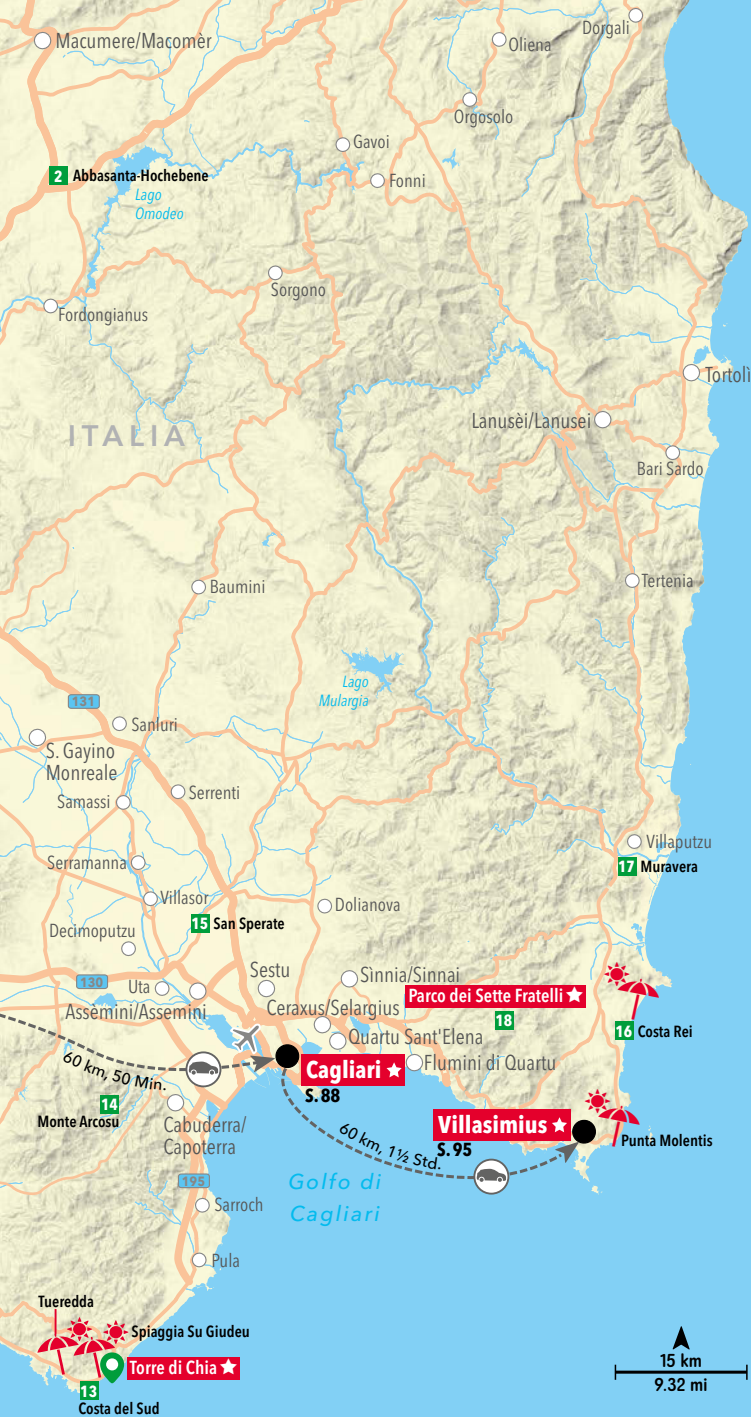 Macumere/Macomèr
Oliena
Dorgali
Orgosolo
Gavoi
2 Abbasanta-Hochebene
Fonni
Lago
Omodeo
Sorgono
Fordongianus
Tortolì
ITALIA
Lanusèi/Lanusei
Bari Sardo
Baumini
Tertenia
Lago
Mulargia
131
Sanluri
S. Gayino
Monreale
Samassi
Serrenti
Villaputzu
Serramanna
17 Muravera
Villasor
Dolianova
15 San Sperate
Decimoputzu
Sestu
Sìnnia/Sinnai
130
Uta
Parco dei Sette Fratelli
Assèmini/Assemini
Ceraxus/Selargius
18
16 Costa Rei
Quartu Sant'Elena
60 km, 50 Min.
Cagliari
Flumini di Quartu
S. 88
14
Monte Arcosu
Cabuderra/
Capoterra
Villasimius
60 km, 1½ Std.
S. 95
Punta Molentis
195
Golfo di
Cagliari
Sarroch
Pula
Tueredda
Spiaggia Su Giudeu
Torre di Chia
13
Costa del Sud
15 km
9.32 mi